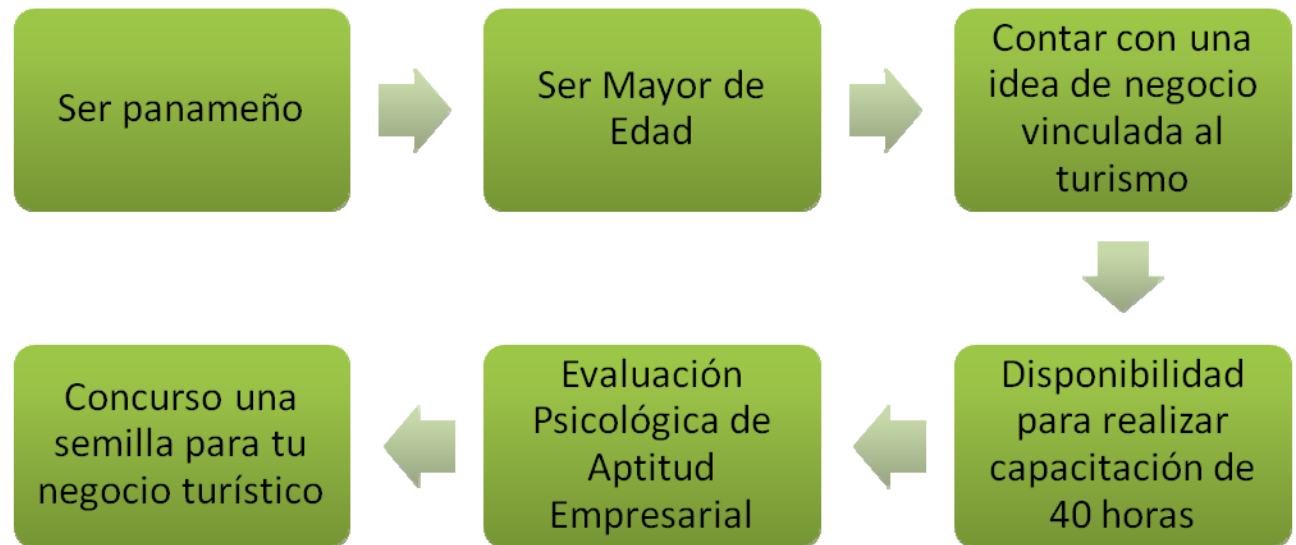 Ser panameño
Ser Mayor de
Edad
Contar con una
idea de negocio
vinculada al
turismo
Disponibilidad
para realizar
capacitación de
40 horas
Evaluación
Psicológica de
Aptitud
Empresarial
Concurso una
semilla para tu
negocio turístico